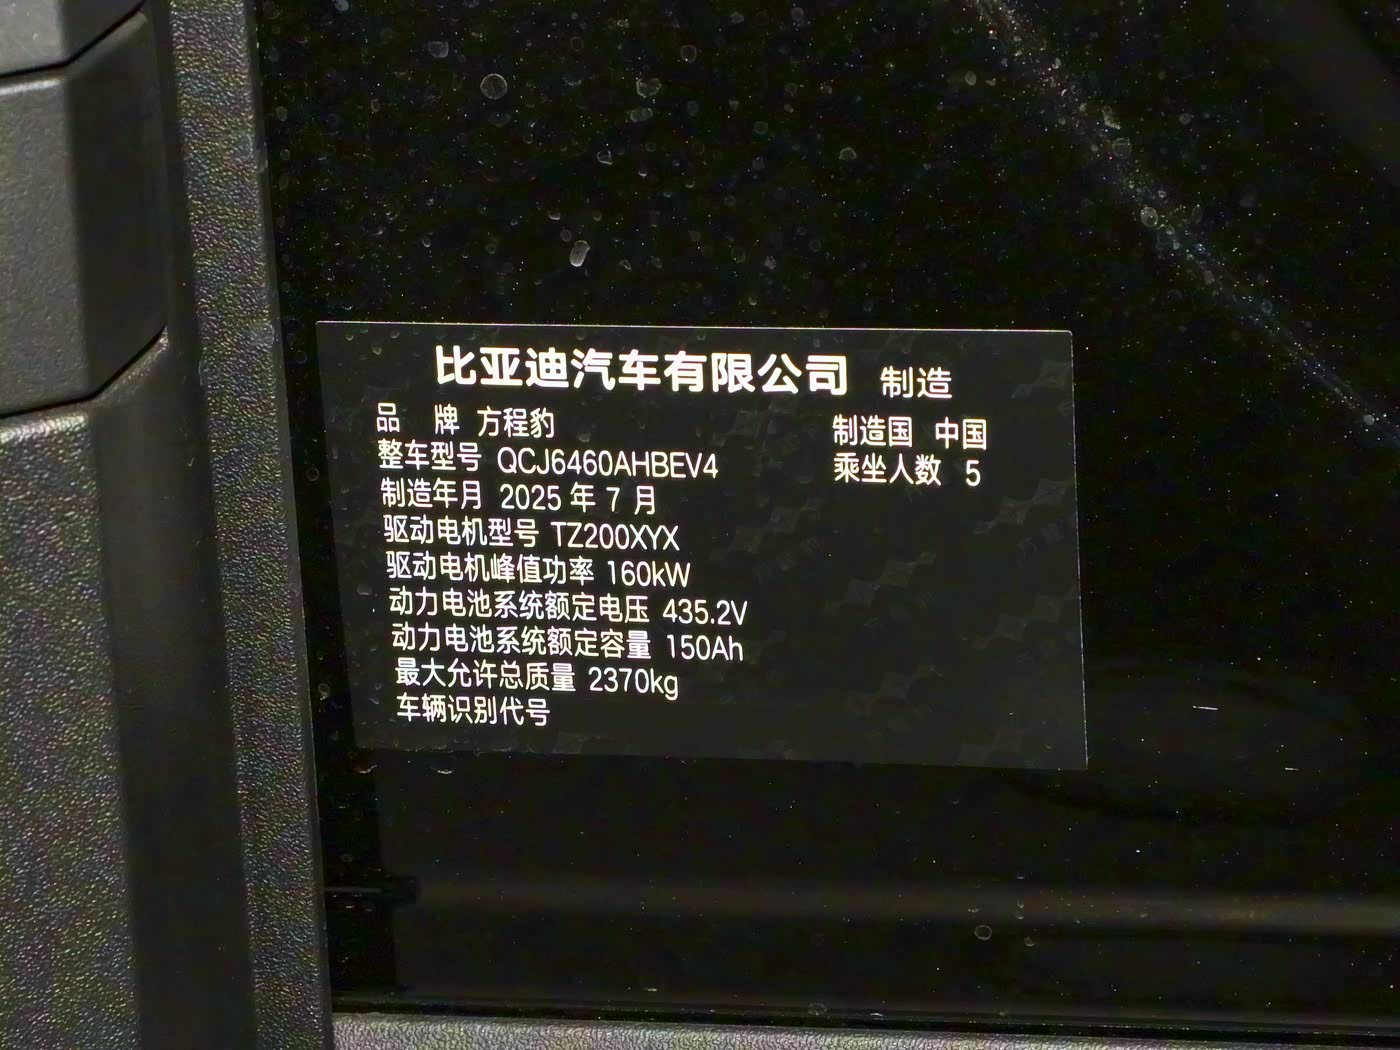 比亚迪汽车有限公司 制造
品 牌 方程豹
制造国 中国
整车型号 QCJ6460AHBEV4
乘坐人数 5
制造年月 2025 年 7 月
驱动电机型号 TZ200XYX
驱动电机峰值功率 160kW
动力电池系统额定电压 435.2V
动力电池系统额定容量 150Ah
最大允许总质量 2370kg
车辆识别代号